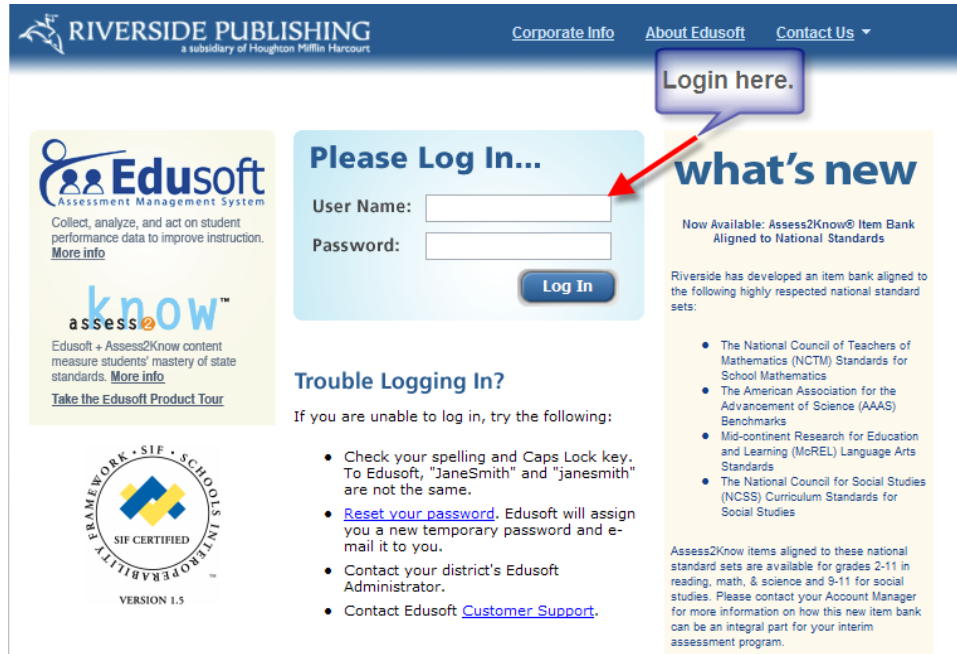 RIVERSIDE PUBLISHING
a subsidiary of Houghton Mifflin Harcourt
Corporate Info
About Edusoft
Contact Us
Login here.
Edusoft
Assessment Management System
Collect, analyze, and act on student
performance data to improve instruction.
More info
assess2know™
Edusoft + Assess2Know content
measure students' mastery of state
standards. More info
Take the Edusoft Product Tour
SCHOOLS INTEROPERABILITY FRAMEWORK • SIF •
SIF CERTIFIED
™
VERSION 1.5
Please Log In...
User Name:
Password:
Log In
Trouble Logging In?
If you are unable to log in, try the following:
• Check your spelling and Caps Lock key.
To Edusoft, "JaneSmith" and "janesmith"
are not the same.
• Reset your password. Edusoft will assign
you a new temporary password and e-
mail it to you.
• Contact your district's Edusoft
Administrator.
• Contact Edusoft Customer Support.
what's new
Now Available: Assess2Know® Item Bank
Aligned to National Standards
Riverside has developed an item bank aligned to
the following highly respected national standard
sets:
• The National Council of Teachers of
Mathematics (NCTM) Standards for
School Mathematics
• The American Association for the
Advancement of Science (AAAS)
Benchmarks
• Mid-continent Research for Education
and Learning (McREL) Language Arts
Standards
• The National Council for Social Studies
(NCSS) Curriculum Standards for
Social Studies
Assess2Know items aligned to these national
standard sets are available for grades 2-11 in
reading, math, & science and 9-11 for social
studies. Please contact your Account Manager
for more information on how this new item bank
can be an integral part for your interim
assessment program.